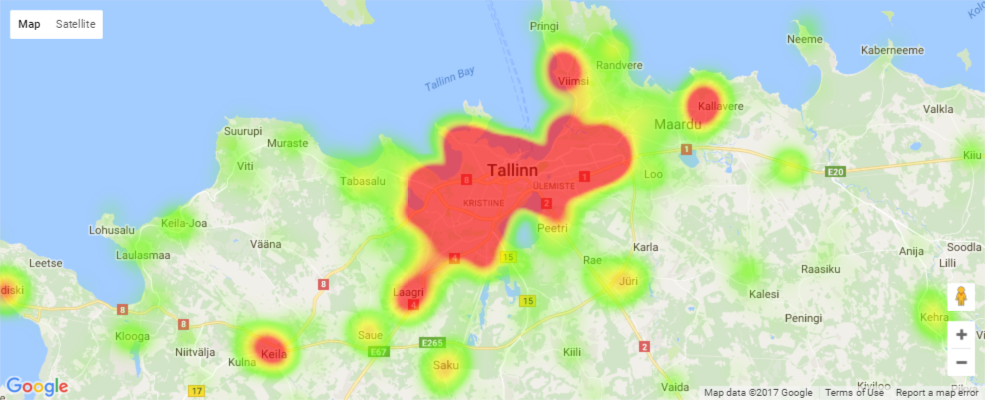 Map Satellite
Pringi
Neeme
Kaberneeme
Randvere
Viimsi
Tallinn Bay
Kallavere
Valkla
Maardu
Suurupi
Muraste
1
Viti
Kiiu
Tallinn
E20
Tabasalu
8
1
Loo
ÜLEMISTE
KRISTIINE
2
Keila-Joa
Peetri
Lohusalu
Vääna
Karla
Anija
Soodla
Laulasmaa
4
15
Rae
Lilli
Leetse
Raasiku
8
Jüri
diski
Laagri
Kalesi
4
15
8
Kehra
Peningi
8
Klooga
Saue
E265
2
Niitvälja
E67
Kiili
Keila
Kulna
Saku
Google
17
Vaida
Map data ©2017 Google Terms of Use Report a map error